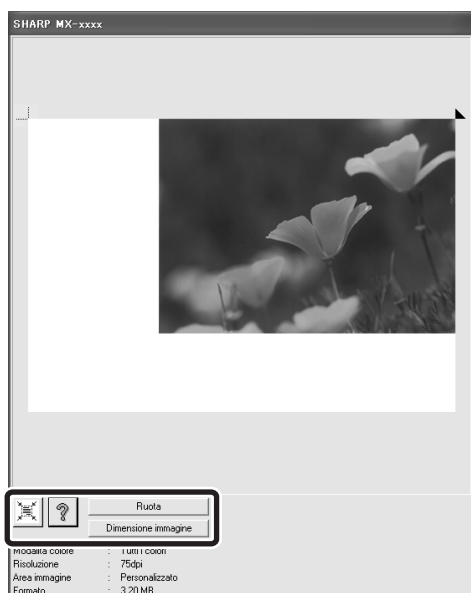 SHARP MX-xxxx
?
Ruota
Dimensione immagine
Modalità colore : Tutti i colori
Risoluzione : 75dpi
Area immagine : Personalizzato
Formato : 3.20 MB